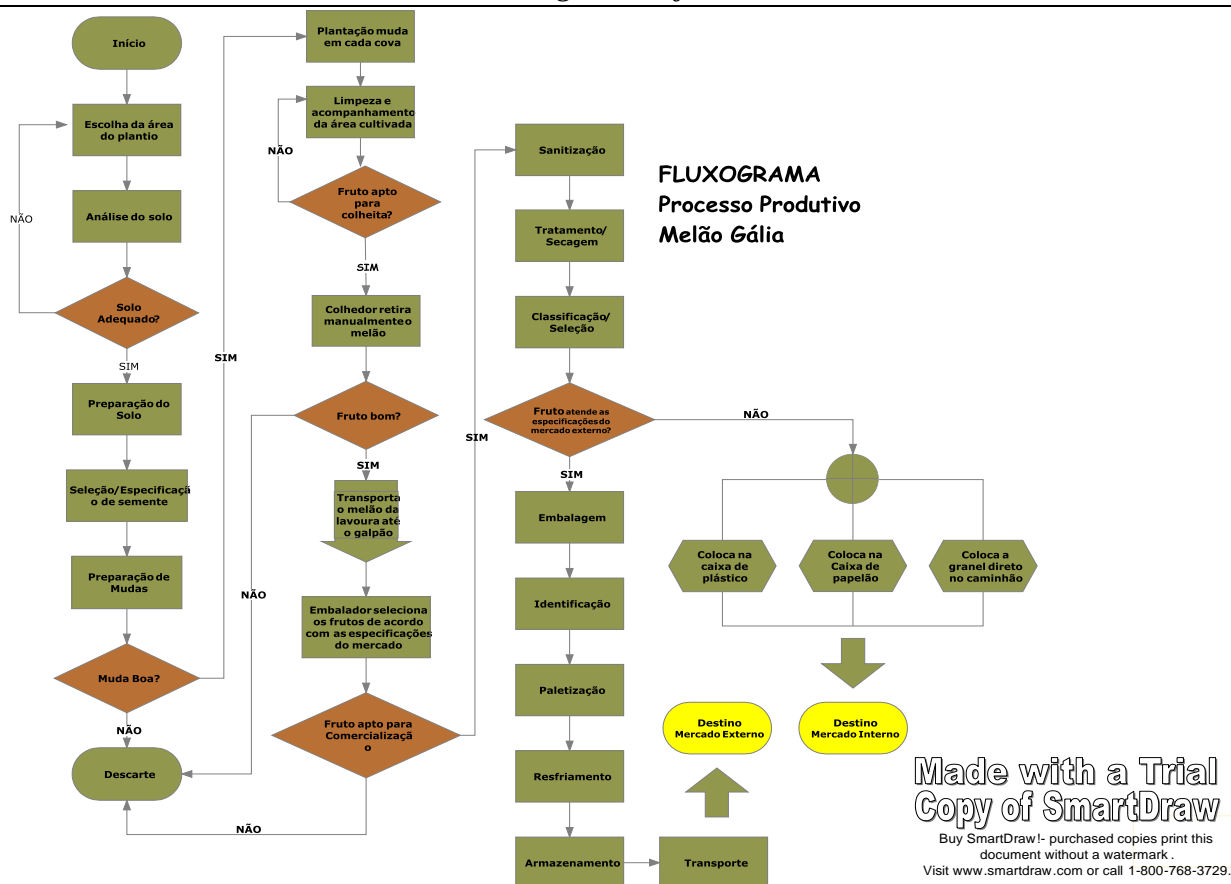 Início
Escolha da área
do plantio
NÃO
Análise do solo
Solo
Adequado?
SIM
Preparação do
Solo
Seleção/Especificaçã
o de semente
Preparação de
Mudas
Muda Boa?
NÃO
Descarte
SIM
Plantação muda
em cada cova
Limpeza e
acompanhamento
da área cultivada
NÃO
Fruto apto
para
colheita?
SIM
Colhedor retira
manualmente o
melão
Fruto bom?
NÃO
SIM
Transporta
o melão da
lavoura até
o galpão
Embalador seleciona
os frutos de acordo
com as especificações
do mercado
Fruto apto para
Comercializaçã
o
NÃO
SIM
Sanitização
Tratamento/
Secagem
Classificação/
Seleção
Fruto atende as
especificações do
mercado externo?
NÃO
SIM
Embalagem
Identificação
Paletização
Resfriamento
Armazenamento
Transporte
FLUXOGRAMA
Processo Produtivo
Melão Gália
Coloca na
caixa de
plástico
Coloca na
Caixa de
papelão
Coloca a
granel direto
no caminhão
Destino
Mercado Externo
Destino
Mercado Interno
Made with a Trial
Copy of SmartDraw
Buy SmartDraw!- purchased copies print this
document without a watermark .
Visit www.smartdraw.com or call 1-800-768-3729.